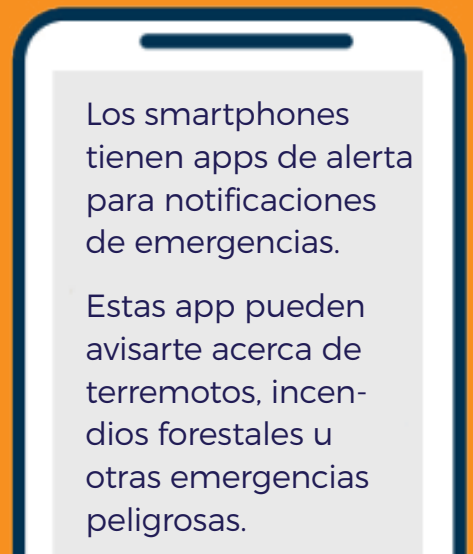 Los smartphones
tienen apps de alerta
para notificaciones
de emergencias.
Estas app pueden
avisarte acerca de
terremotos, incen-
dios forestales u
otras emergencias
peligrosas.